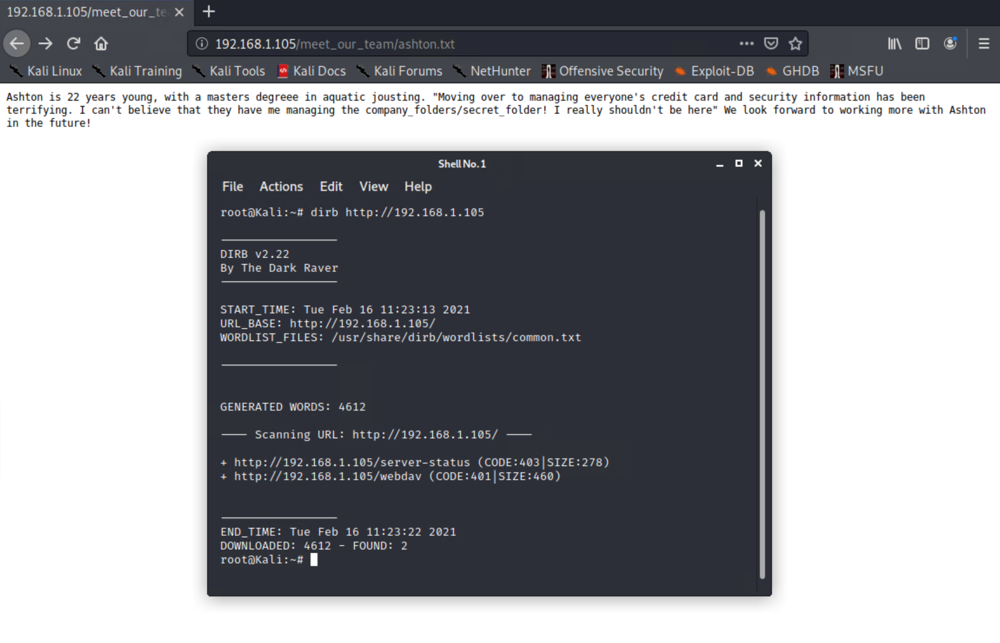 192.168.1.105/meet_our_te
192.168.1.105/meet_our_team/ashton.txt
Kali Linux Kali Training Kali Tools Kali Docs Kali Forums NetHunter Offensive Security Exploit-DB GHDB MSFU
Ashton is 22 years young, with a masters degreee in aquatic jousting. "Moving over to managing everyone's credit card and security information has been
terrifying. I can't believe that they have me managing the company_folders/secret_folder! I really shouldn't be here" We look forward to working more with Ashton
in the future!
Shell No.1
File Actions Edit View Help
root@Kali:~# dirb http://192.168.1.105
DIRB v2.22
By The Dark Raver
START_TIME: Tue Feb 16 11:23:13 2021
URL_BASE: http://192.168.1.105/
WORDLIST_FILES: /usr/share/dirb/wordlists/common.txt
GENERATED WORDS: 4612
---- Scanning URL: http://192.168.1.105/ ----
+ http://192.168.1.105/server-status (CODE:403|SIZE:278)
+ http://192.168.1.105/webdav (CODE:401|SIZE:460)
END_TIME: Tue Feb 16 11:23:22 2021
DOWNLOADED: 4612 - FOUND: 2
root@Kali:~#